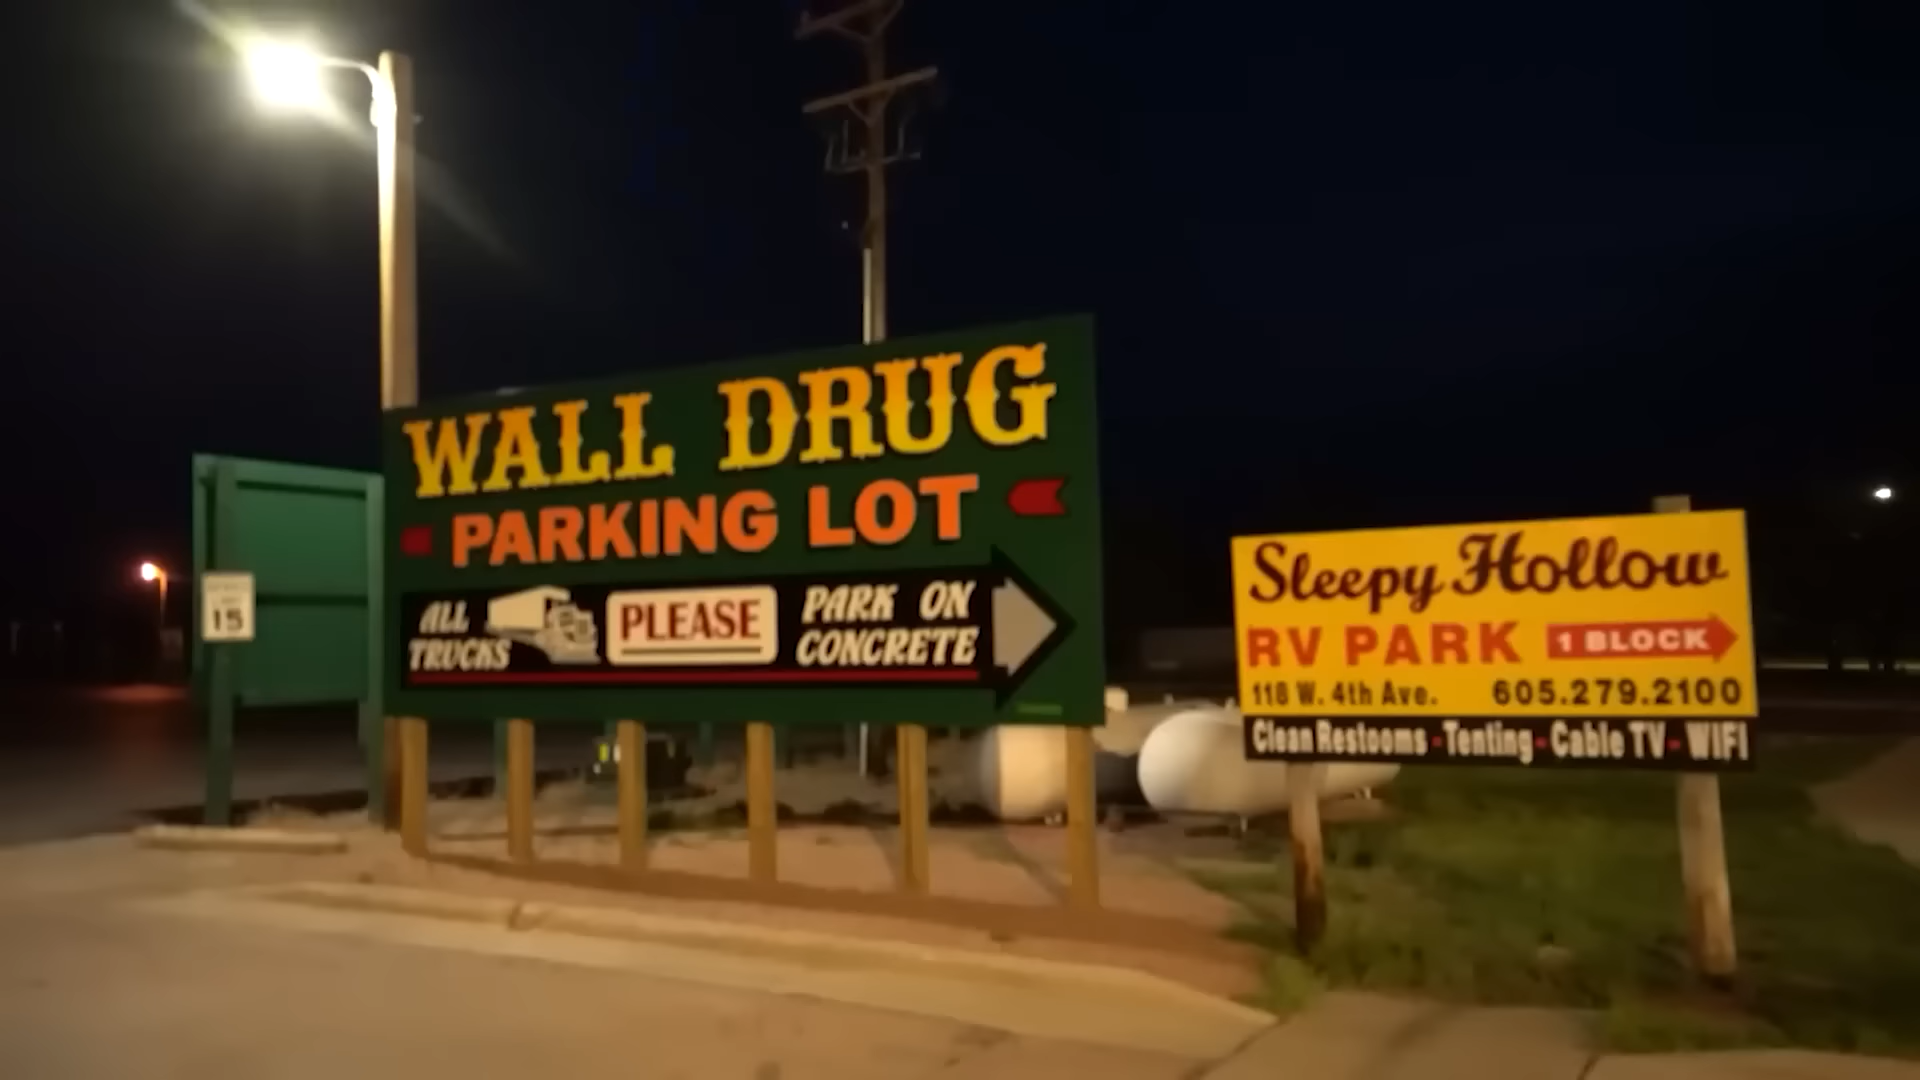 WALL DRUG
PARKING LOT
ALL TRUCKS
PLEASE
PARK ON
CONCRETE
15
Sleepy Hollow
RV PARK 1 BLOCK
118 W. 4th Ave. 605.279.2100
Clean Restooms - Tenting - Cable TV - WIFI